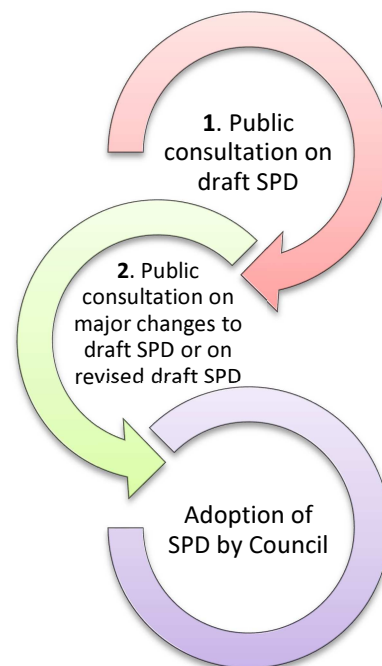 1. Public
consultation on
draft SPD
2. Public
consultation on
major changes to
draft SPD or on
revised draft SPD
Adoption of
SPD by Council